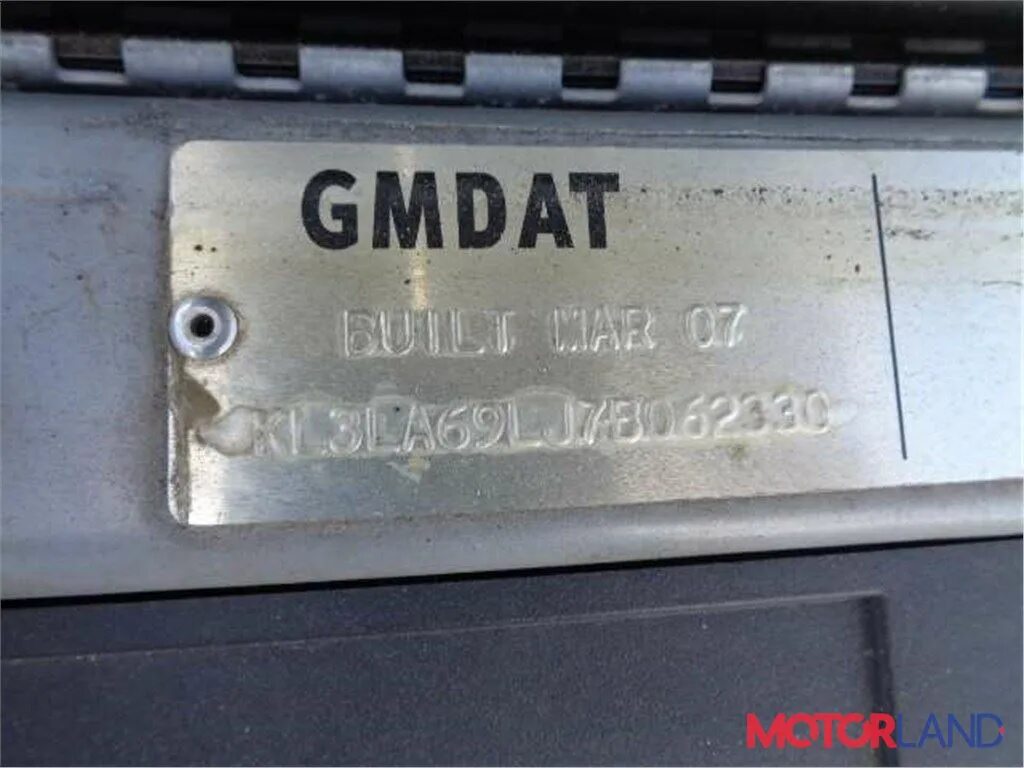 GMDAT
BUILT MAR 07
KL3LA69LJ7B062330
MOTORLAND